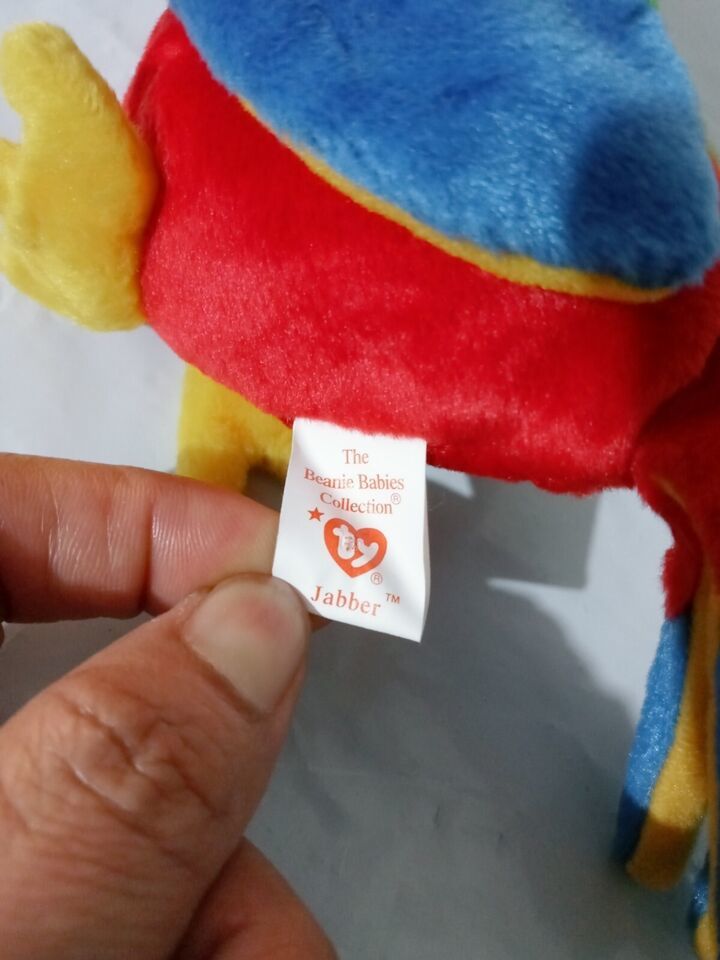 The
Beanie Babies
Collection®
ty
®
Jabber™